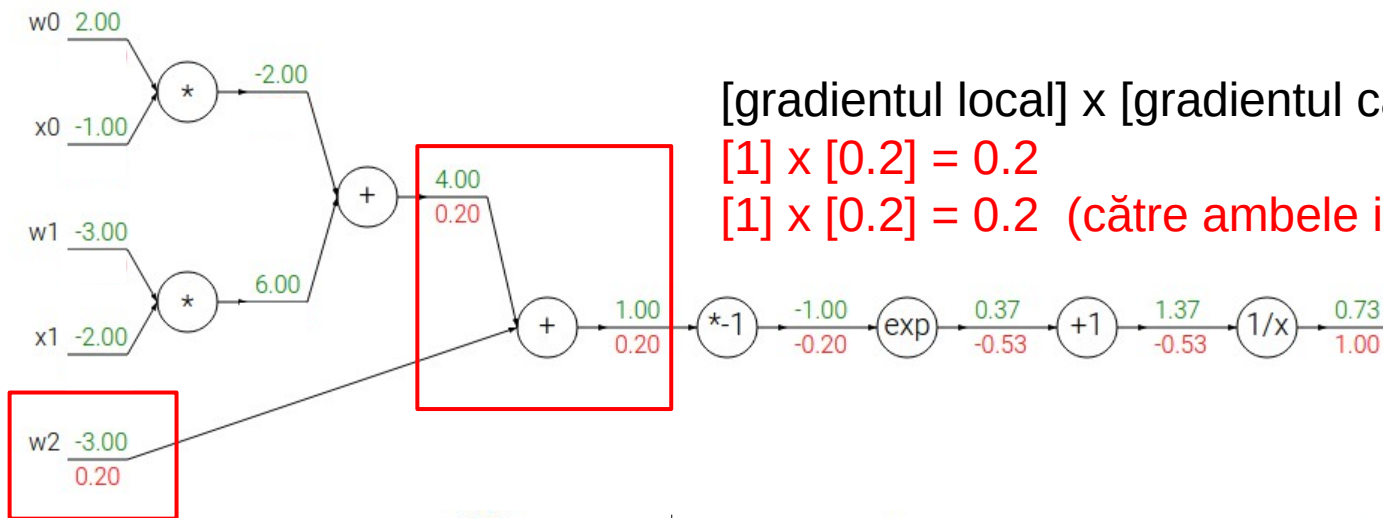 w0 2.00
-2.00
*
x0 -1.00
[gradientul local] x [gradientul
[1] x [0.2] = 0.2
[1] x [0.2] = 0.2 (către ambele
4.00
+
0.20
w1 -3.00
6.00
*
x1 -2.00
+
1.00
0.20
*-1
-1.00
-0.20
exp
0.37
-0.53
+1
1.37
-0.53
1/x
0.73
1.00
w2 -3.00
0.20